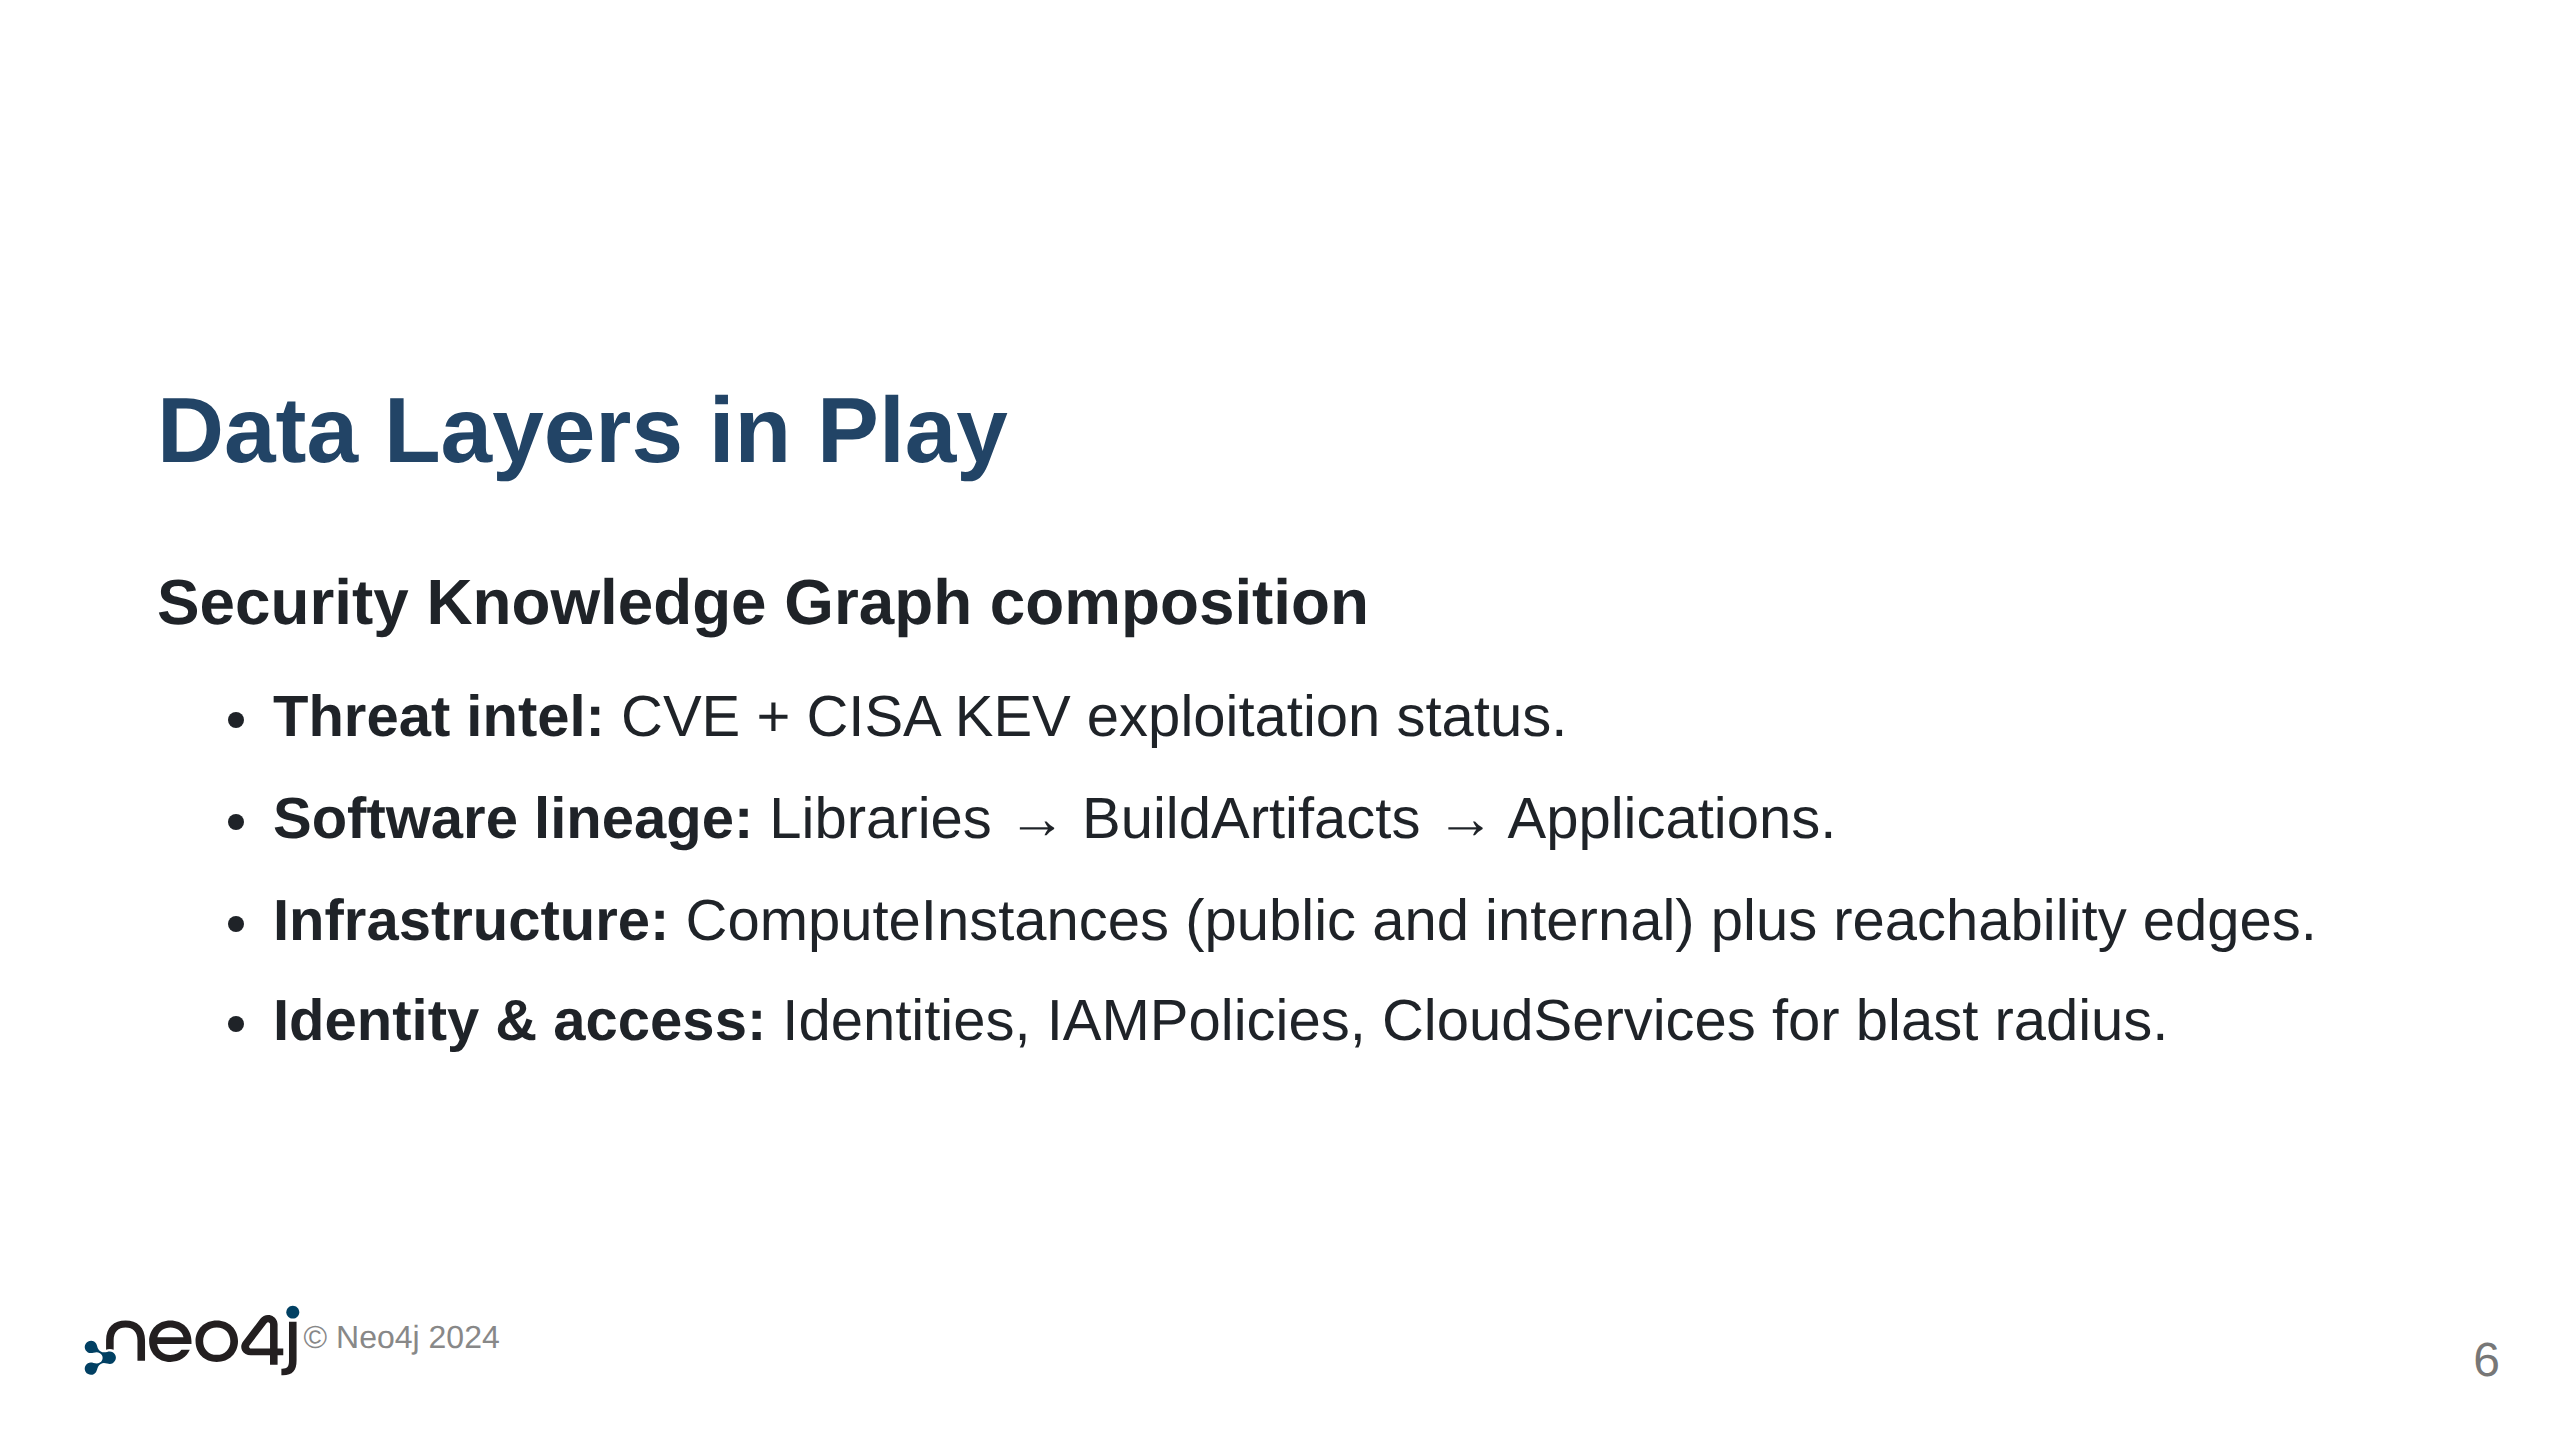 Data Layers in Play
Security Knowledge Graph composition
• Threat intel: CVE + CISA KEV exploitation status.
• Software lineage: Libraries → BuildArtifacts → Applications.
• Infrastructure: ComputeInstances (public and internal) plus reachability edges.
• Identity & access: Identities, IAMPolicies, CloudServices for blast radius.
neo4j © Neo4j 2024
6